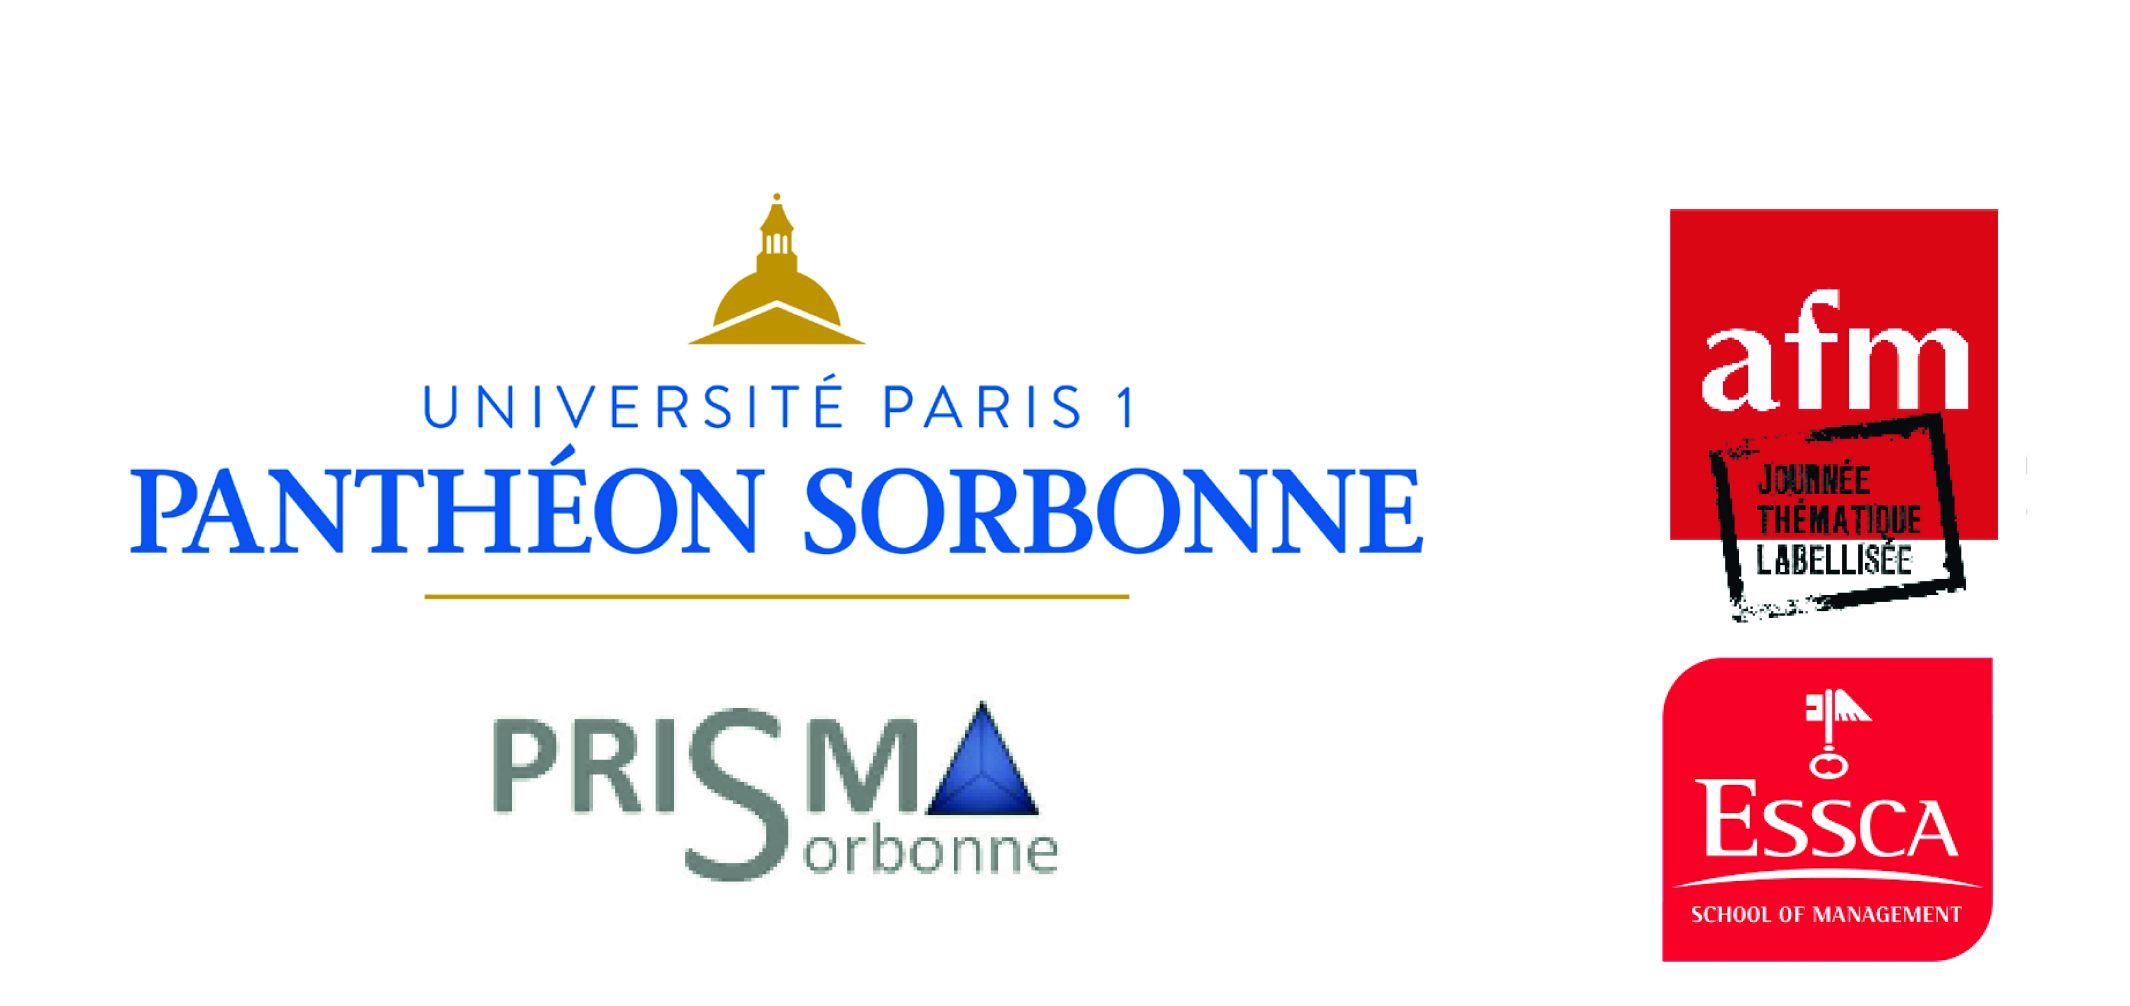 UNIVERSITÉ PARIS 1
PANTHÉON SORBONNE
PRISMA
Sorbonne
afm
JOURNÉE
THÉMATIQUE
LABELLISÉE
ESSCA
SCHOOL OF MANAGEMENT